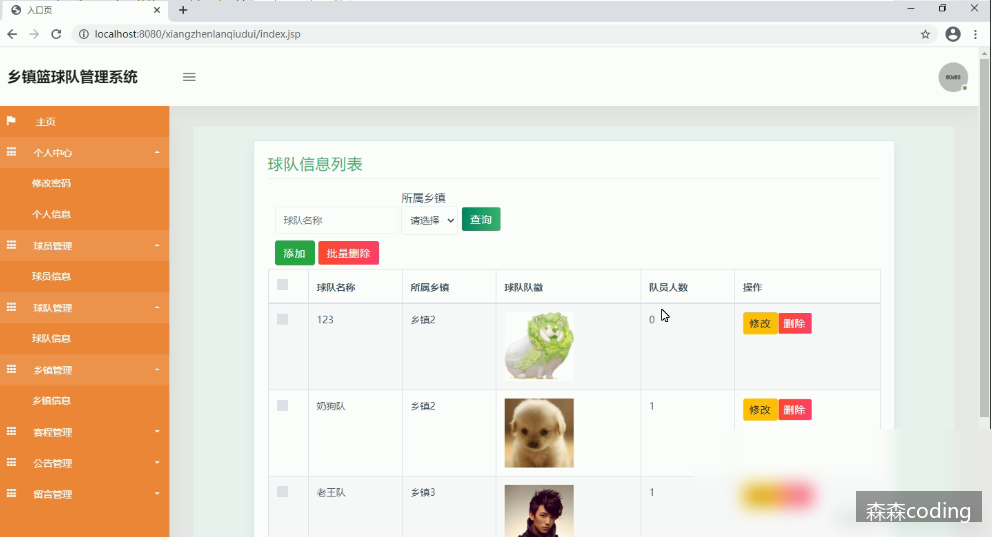 入口页
localhost:8080/xiangzhenlanqiudui/index.jsp
乡镇篮球队管理系统
80x80
主页
个人中心
修改密码
个人信息
球员管理
球员信息
球队管理
球队信息
乡镇管理
乡镇信息
赛程管理
公告管理
留言管理
球队信息列表
所属乡镇
球队名称 请选择 查询
添加 批量删除
球队名称 所属乡镇 球队队徽 队员人数 操作
123 乡镇2 0 修改 删除
奶狗队 乡镇2 1 修改 删除
老王队 乡镇3 1
森森coding